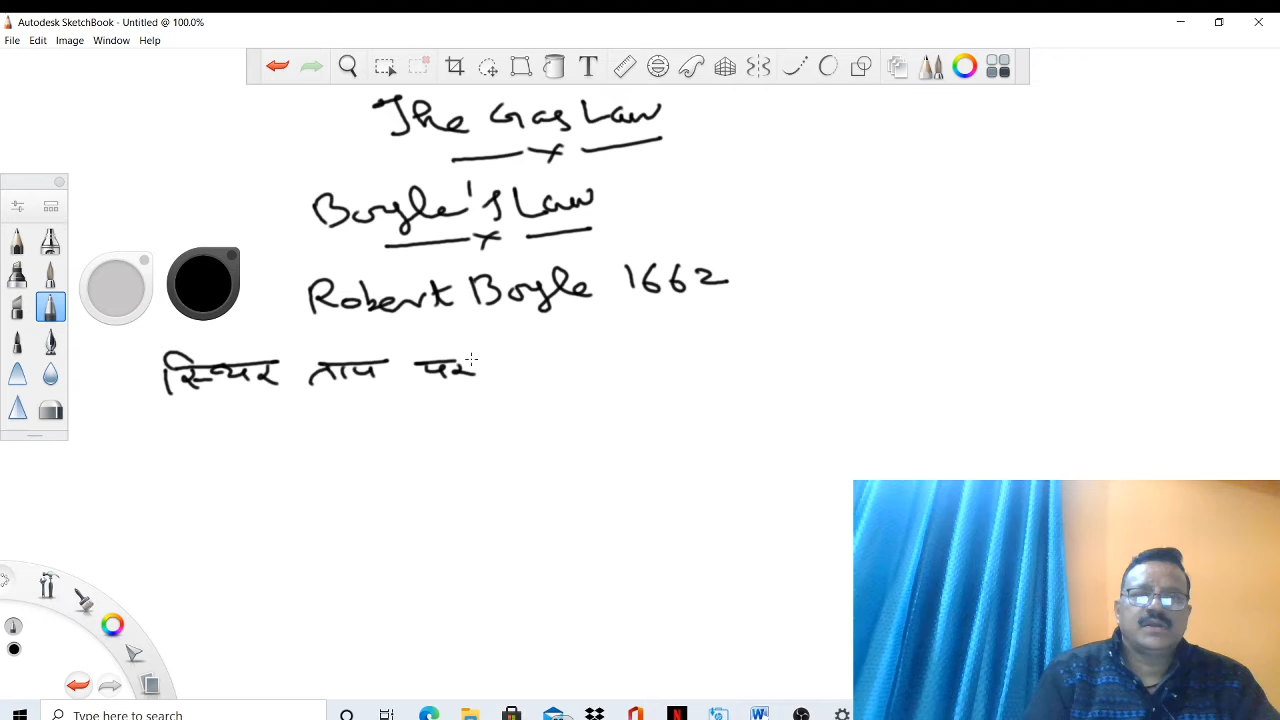 Autodesk SketchBook - Untitled @ 100.0%
File Edit Image Window Help
The Gas Law
Boyle's Law
Robert Boyle 1662
स्थिर ताप पर
Type here to search